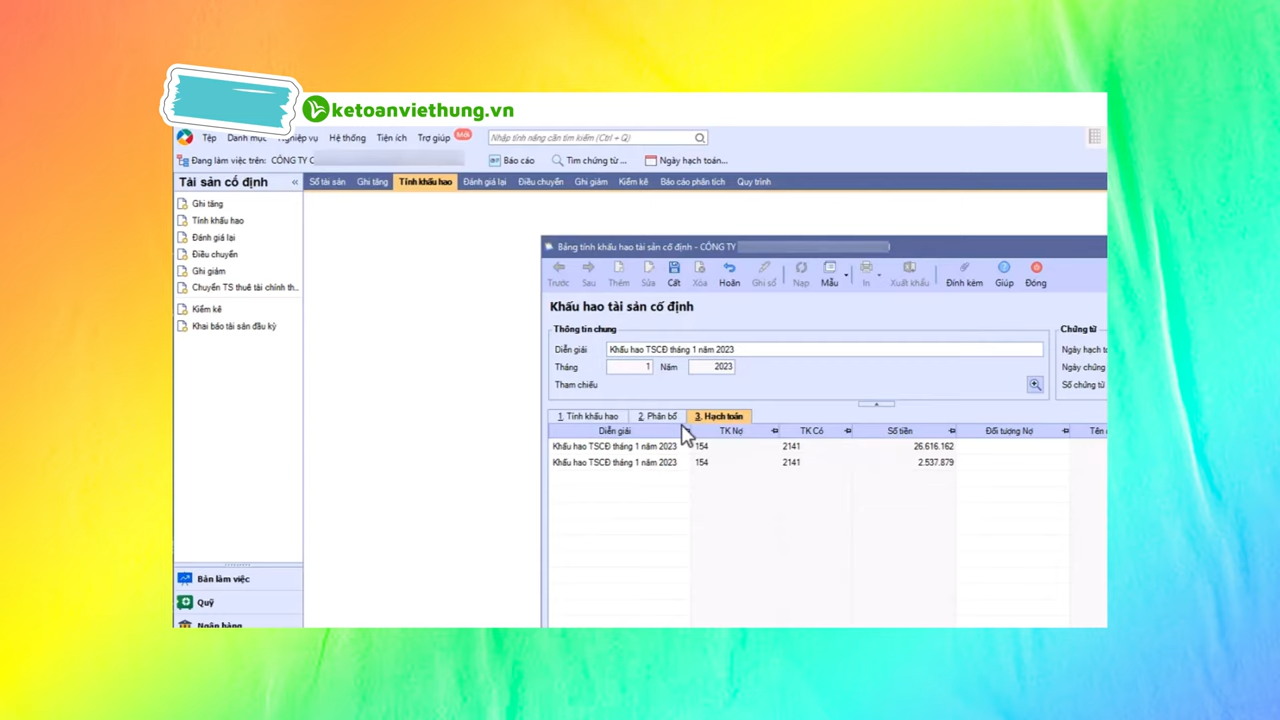 ketoanviethung.vn
Tệp Danh mục Nghiệp vụ Hệ thống Tiện ích Trợ giúp Mới Nhập tính năng cần tìm kiếm (Ctrl + Q)
Đang làm việc trên: CÔNG TY C Báo cáo Tìm chứng từ ... Ngày hạch toán...
Tài sản cố định « Sổ tài sản Ghi tăng Tính khấu hao Đánh giá lại Điều chuyển Ghi giảm Kiểm kê Báo cáo phân tích Quy trình
Ghi tăng
Tính khấu hao
Đánh giá lại
Điều chuyển
Ghi giảm
Chuyển TS thuê tài chính th..
Kiểm kê
Khai báo tài sản đầu kỳ
Bàn làm việc
Quỹ
Ngân hàng
Bảng tính khấu hao tài sản cố định - CÔNG TY
Trước Sau Thêm Sửa Cất Xóa Hoãn Ghi sổ Nạp Mẫu In Xuất khẩu Đính kèm Giúp Đóng
Khấu hao tài sản cố định
Thông tin chung Chứng từ
Diễn giải Khấu hao TSCĐ tháng 1 năm 2023 Ngày hạch to
Tháng 1 Năm 2023 Ngày chứng
Tham chiếu Số chứng từ
1. Tính khấu hao 2. Phân bổ 3. Hạch toán
Diễn giải TK Nợ TK Có Số tiền Đối tượng Nợ Tên
Khấu hao TSCĐ tháng 1 năm 2023 154 2141 26.616.162
Khấu hao TSCĐ tháng 1 năm 2023 154 2141 2.537.879